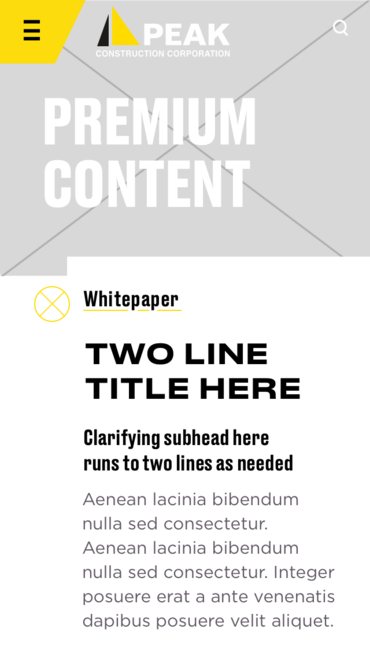 PEAK
CONSTRUCTION CORPORATION
PREMIUM
CONTENT
Whitepaper
TWO LINE
TITLE HERE
Clarifying subhead here
runs to two lines as needed
Aenean lacinia bibendum
nulla sed consectetur.
Aenean lacinia bibendum
nulla sed consectetur. Integer
posuere erat a ante venenatis
dapibus posuere velit aliquet.